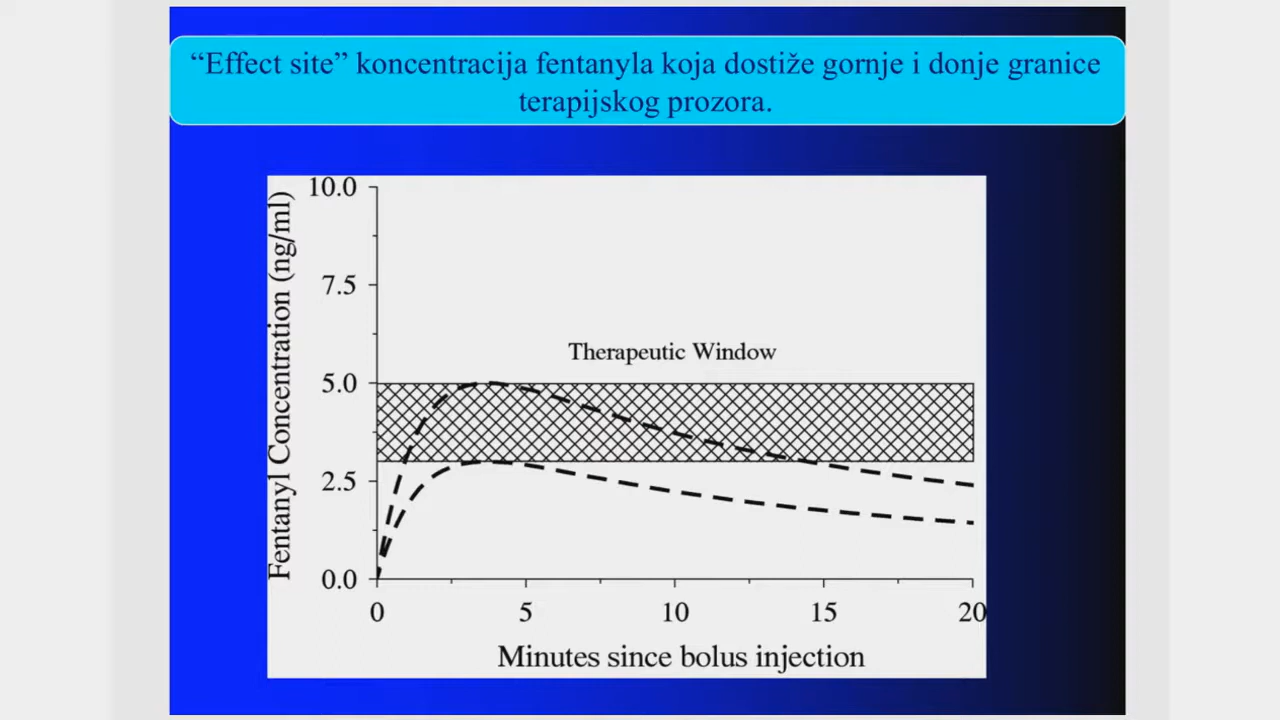 “Effect site” koncentracija fentanyla koja dostiže gornje i donje granice
terapijskog prozora.
Fentanyl Concentration (ng/ml)
10.0
7.5
5.0
2.5
0.0
Therapeutic Window
0 5 10 15 20
Minutes since bolus injection